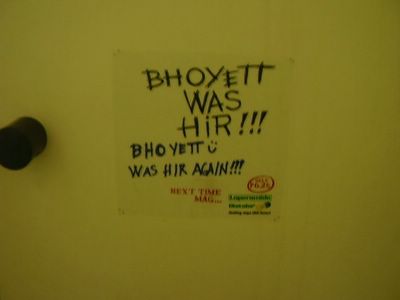 BHOYETT
WAS
HiR!!!
BHOYETT
WAS HIR AGAIN!!!
NEXT TIME
MAG...